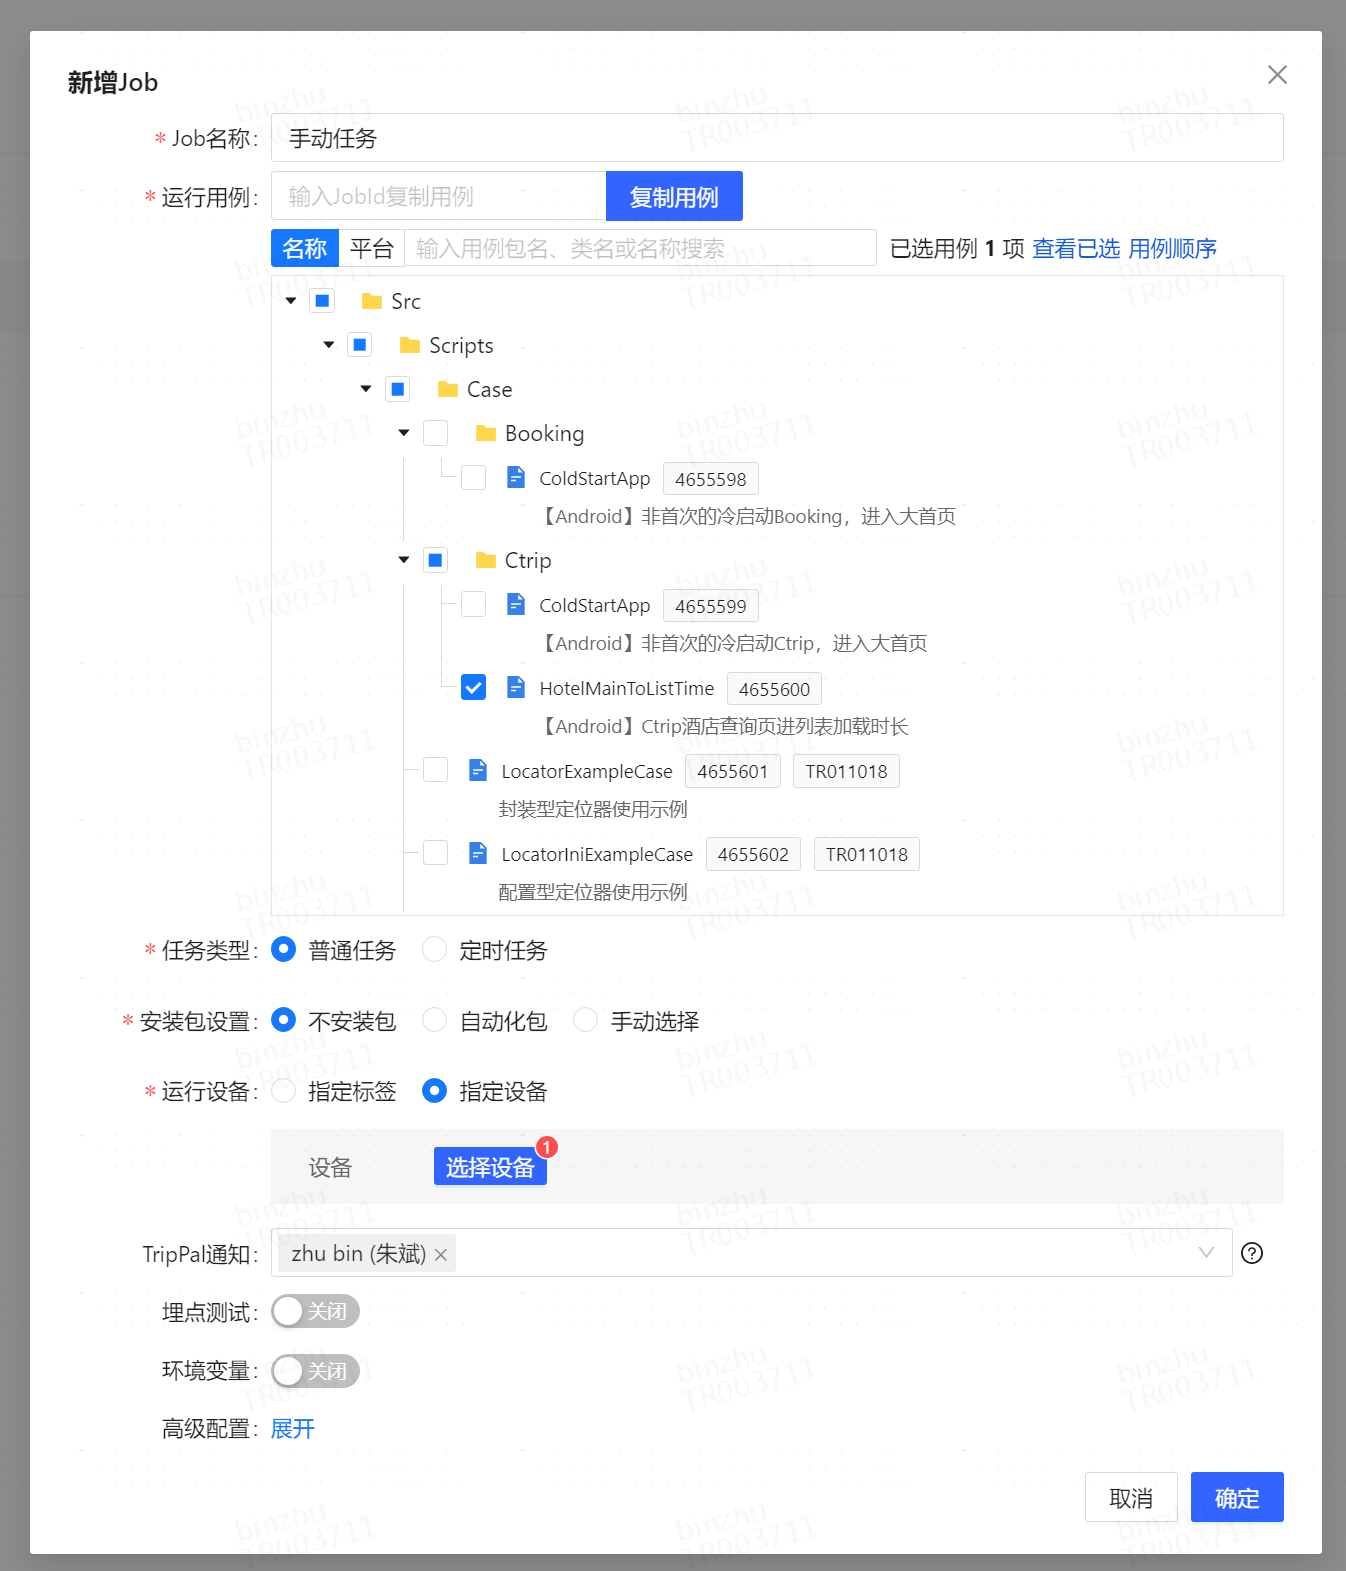 新增Job
* Job名称: 手动任务
* 运行用例: 输入JobId复制用例 复制用例
名称 平台 输入用例包名、类名或名称搜索 已选用例 1 项 查看已选 用例顺序
Src
Scripts
Case
Booking
ColdStartApp 4655598
【Android】非首次的冷启动Booking，进入大首页
Ctrip
ColdStartApp 4655599
【Android】非首次的冷启动Ctrip，进入大首页
HotelMainToListTime 4655600
【Android】Ctrip酒店查询页进列表加载时长
LocatorExampleCase 4655601 TR011018
封装型定位器使用示例
LocatorIniExampleCase 4655602 TR011018
配置型定位器使用示例
* 任务类型: 普通任务 定时任务
* 安装包设置: 不安装包 自动化包 手动选择
* 运行设备: 指定标签 指定设备
设备 选择设备 1
TripPal通知: zhu bin (朱斌)
埋点测试: 关闭
环境变量: 关闭
高级配置: 展开
取消 确定
binzhu
TR003711